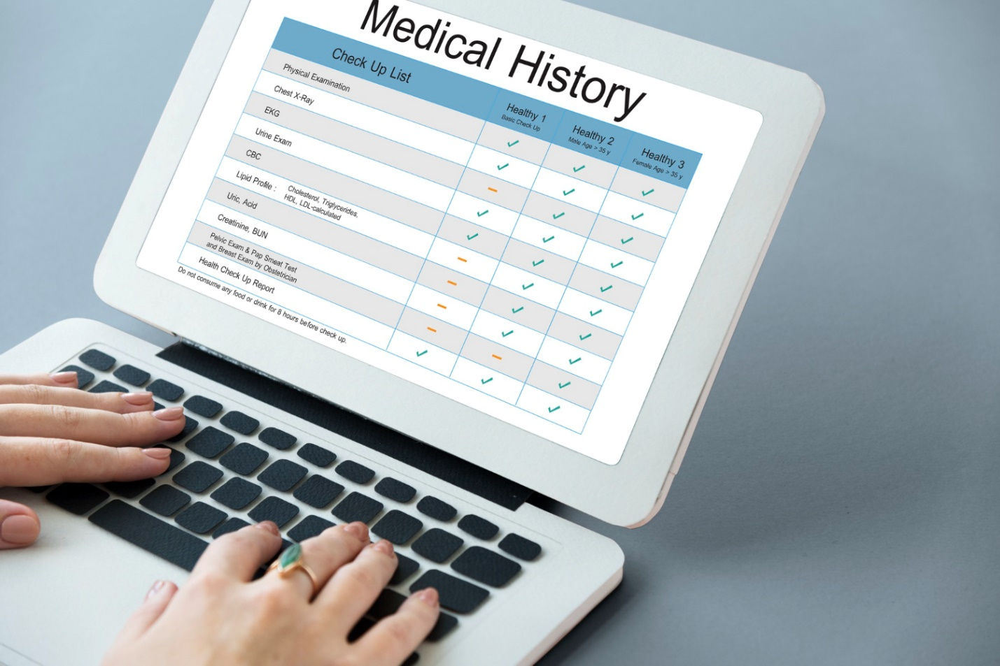 Medical History
Check Up List
Healthy 1
Basic Check Up
Healthy 2
Male Age > 35 y
Healthy 3
Female Age > 35 y
Physical Examination
Chest X-Ray
EKG
Urine Exam
CBC
Lipid Profile : Cholesterol, Triglycerides,
HDL, LDL-calculated
Uric, Acid
Creatinine, BUN
Pelvic Exam & Pap Smeat Test
and Breast Exam by Obstetrician
Health Check Up Report
Do not consume any food or drink for 8 hours before check up.